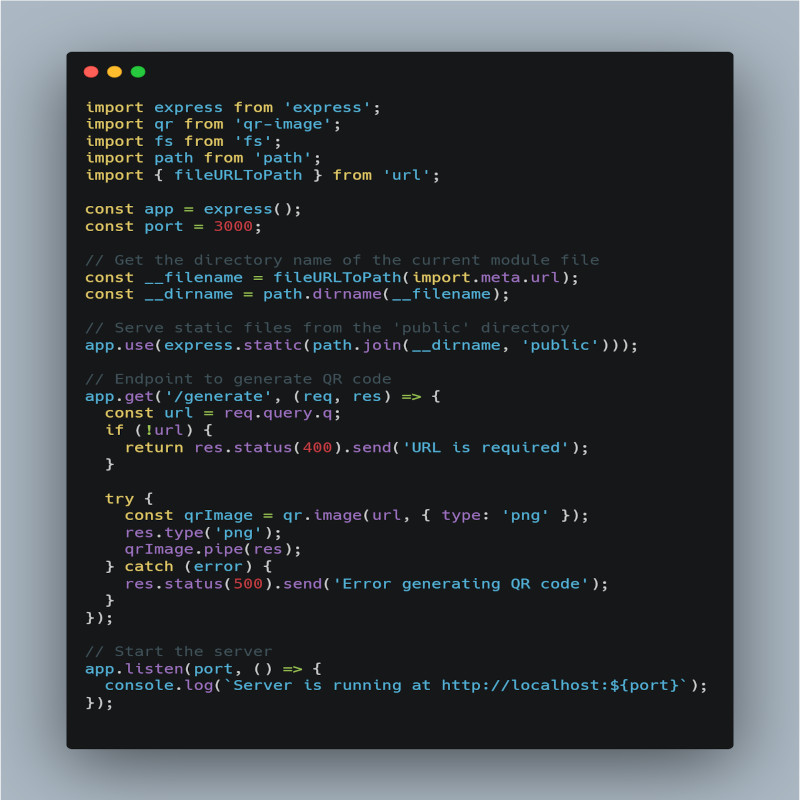 import express from 'express';
import qr from 'qr-image';
import fs from 'fs';
import path from 'path';
import { fileURLToPath } from 'url';

const app = express();
const port = 3000;

// Get the directory name of the current module file
const __filename = fileURLToPath(import.meta.url);
const __dirname = path.dirname(__filename);

// Serve static files from the 'public' directory
app.use(express.static(path.join(__dirname, 'public')));

// Endpoint to generate QR code
app.get('/generate', (req, res) => {
  const url = req.query.q;
  if (!url) {
    return res.status(400).send('URL is required');
  }

  try {
    const qrImage = qr.image(url, { type: 'png' });
    res.type('png');
    qrImage.pipe(res);
  } catch (error) {
    res.status(500).send('Error generating QR code');
  }
});

// Start the server
app.listen(port, () => {
  console.log(`Server is running at http://localhost:${port}`);
});